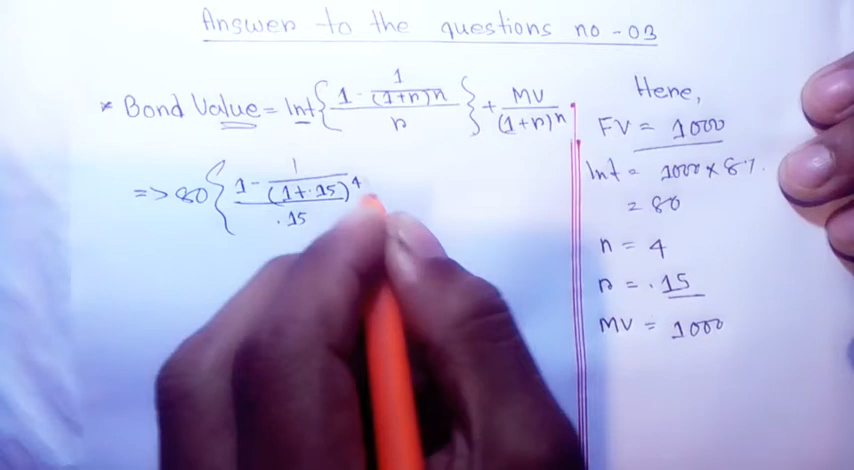 Answer to the questions no - 03
* Bond Value = Int { 1 - 1/(1+r)n / r } + MV/(1+r)n
=> 80 { 1 - 1/(1+.15)4 / .15
Here,
FV = 1000
Int = 1000 x 8%
= 80
n = 4
r = .15
MV = 1000